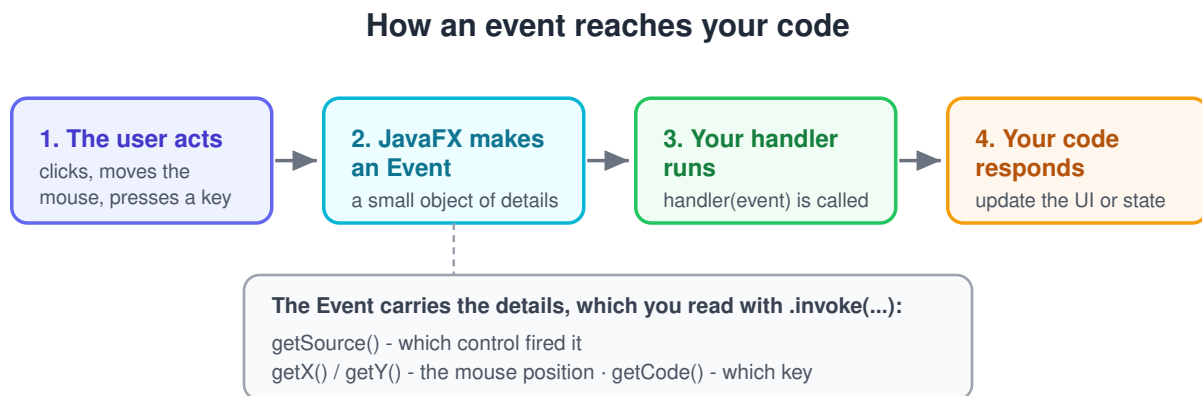 How an event reaches your code
1. The user acts
clicks, moves the
mouse, presses a key
2. JavaFX makes
an Event
a small object of details
3. Your handler
runs
handler(event) is called
4. Your code
responds
update the UI or state
The Event carries the details, which you read with .invoke(...):
getSource() - which control fired it
getX() / getY() - the mouse position · getCode() - which key